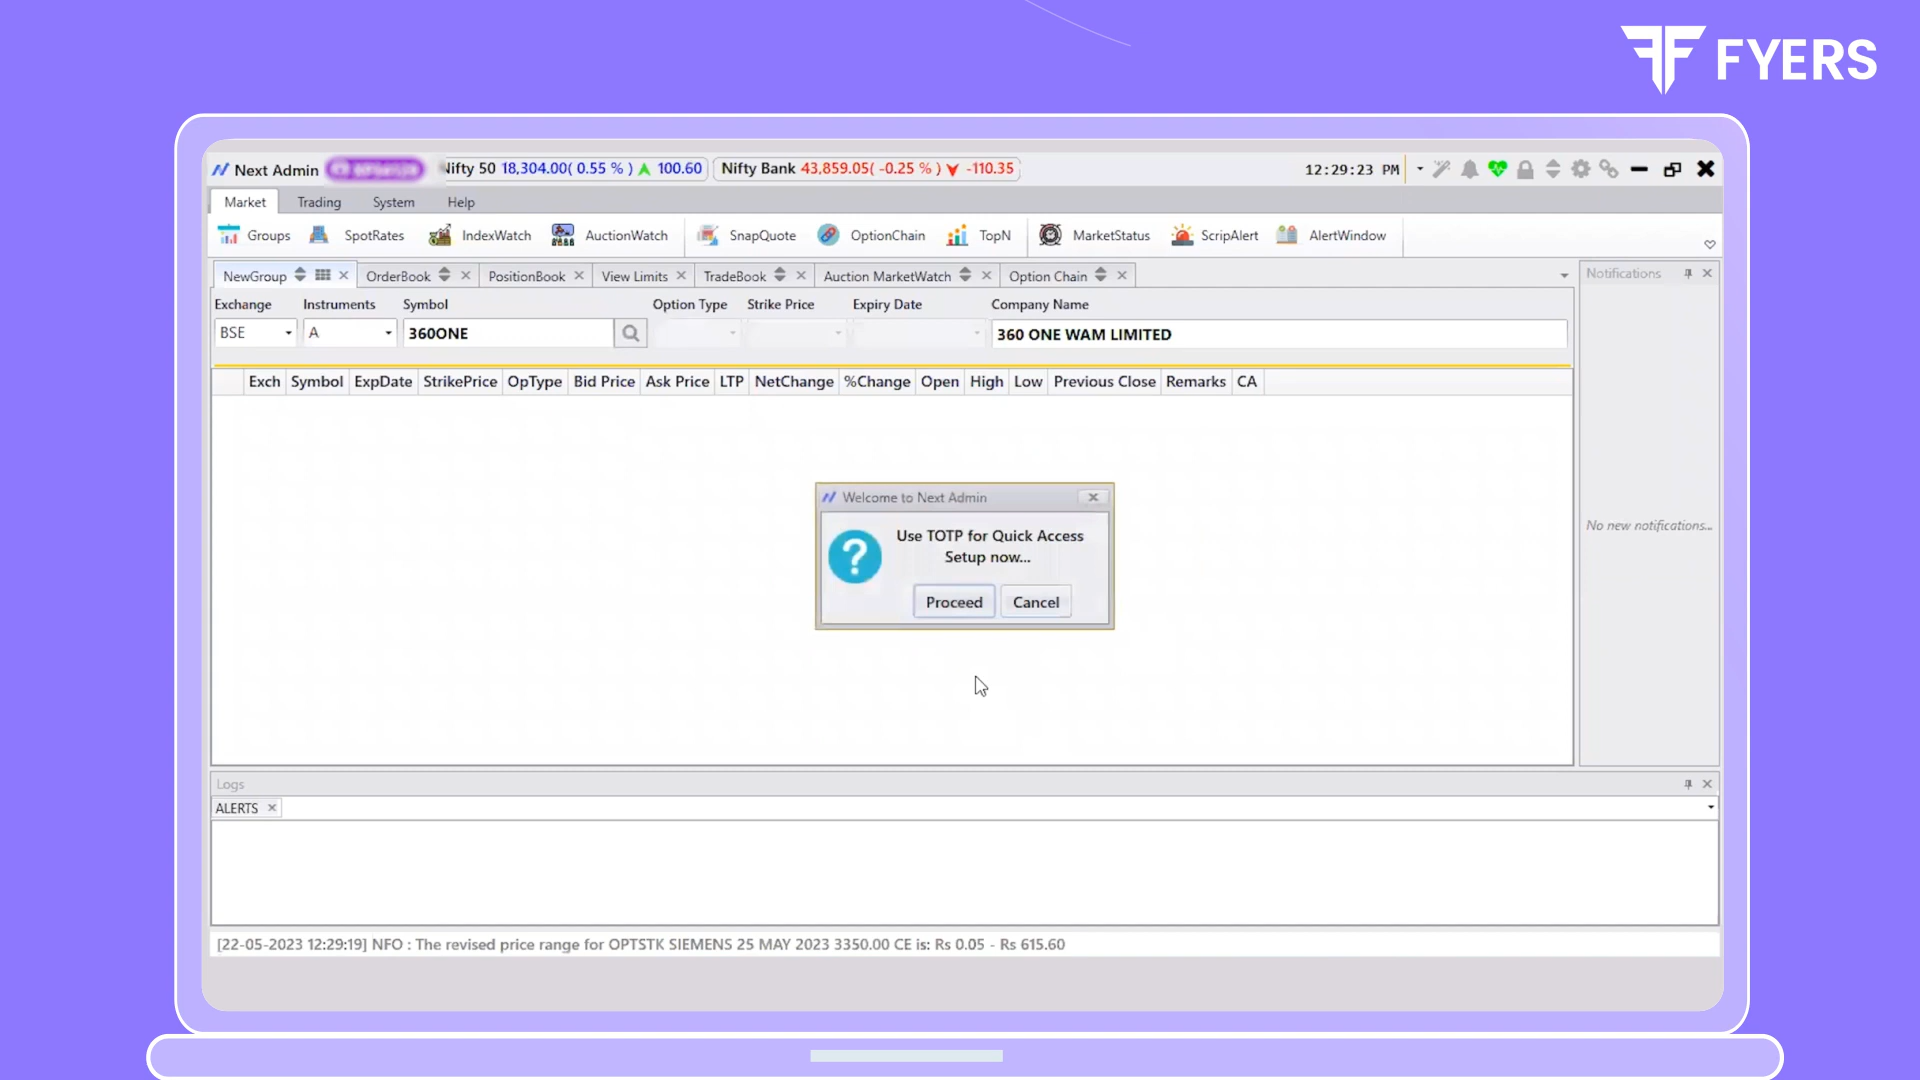 FYERS
Next Admin
Nifty 50 18,304.00( 0.55 % ) 100.60
Nifty Bank 43,859.05( -0.25 % ) -110.35
12:29:23 PM
Market Trading System Help
Groups SpotRates IndexWatch AuctionWatch SnapQuote OptionChain TopN MarketStatus ScripAlert AlertWindow
NewGroup OrderBook PositionBook View Limits TradeBook Auction MarketWatch Option Chain
Notifications
Exchange Instruments Symbol Option Type Strike Price Expiry Date Company Name
BSE A 360ONE 360 ONE WAM LIMITED
Exch Symbol ExpDate StrikePrice OpType Bid Price Ask Price LTP NetChange %Change Open High Low Previous Close Remarks CA
Welcome to Next Admin
Use TOTP for Quick Access
Setup now...
Proceed Cancel
No new notifications...
Logs
ALERTS
[22-05-2023 12:29:19] NFO : The revised price range for OPTSTK SIEMENS 25 MAY 2023 3350.00 CE is: Rs 0.05 - Rs 615.60